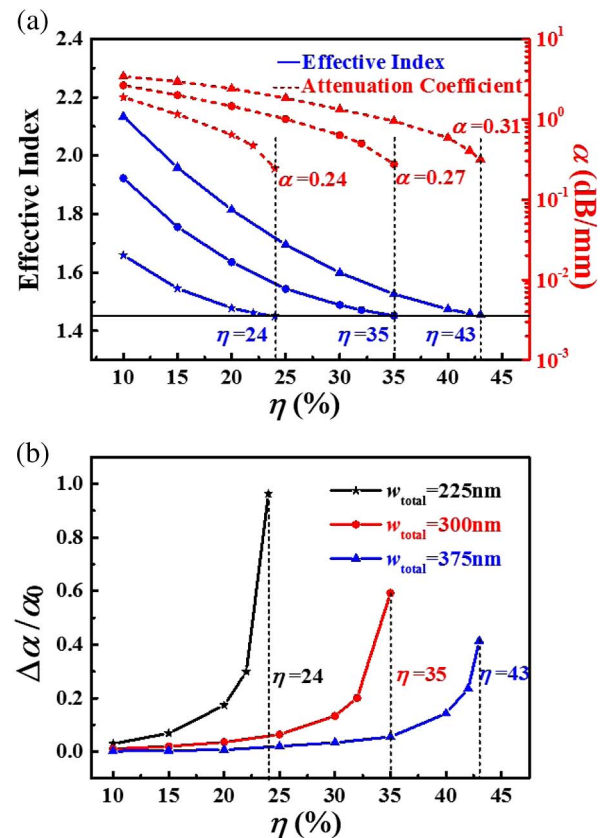 (a)
2.4
2.2
2.0
1.8
1.6
1.4
Effective Index
Effective Index
Attenuation Coefficient
α=0.31
α=0.24
α=0.27
η=24
η=35
η=43
10¹
10⁰
10⁻¹
10⁻²
10⁻³
α (dB/mm)
10 15 20 25 30 35 40 45
η (%)
(b)
1.0
0.8
0.6
0.4
0.2
0.0
Δα/α₀
w_total=225nm
w_total=300nm
w_total=375nm
η=24
η=35
η=43
10 15 20 25 30 35 40 45
η (%)